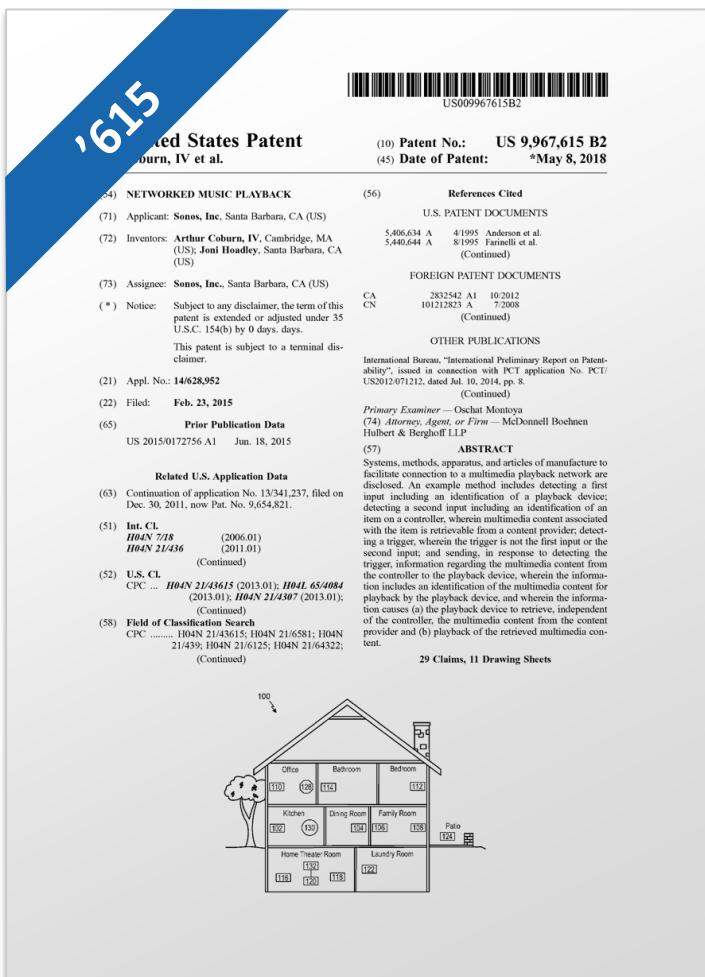 '615
US009967615B2
ted States Patent
burn, IV et al.
(10) Patent No.: US 9,967,615 B2
(45) Date of Patent: *May 8, 2018
(54) NETWORKED MUSIC PLAYBACK
(71) Applicant: Sonos, Inc, Santa Barbara, CA (US)
(72) Inventors: Arthur Coburn, IV, Cambridge, MA
(US); Joni Hoadley, Santa Barbara, CA
(US)
(73) Assignee: Sonos, Inc., Santa Barbara, CA (US)
( * ) Notice: Subject to any disclaimer, the term of this
patent is extended or adjusted under 35
U.S.C. 154(b) by 0 days. days.
This patent is subject to a terminal dis-
claimer.
(21) Appl. No.: 14/628,952
(22) Filed: Feb. 23, 2015
(65) Prior Publication Data
US 2015/0172756 A1 Jun. 18, 2015
Related U.S. Application Data
(63) Continuation of application No. 13/341,237, filed on
Dec. 30, 2011, now Pat. No. 9,654,821.
(51) Int. Cl.
H04N 7/18 (2006.01)
H04N 21/436 (2011.01)
(Continued)
(52) U.S. Cl.
CPC ... H04N 21/43615 (2013.01); H04L 65/4084
(2013.01); H04N 21/4307 (2013.01);
(Continued)
(58) Field of Classification Search
CPC ......... H04N 21/43615; H04N 21/6581; H04N
21/439; H04N 21/6125; H04N 21/64322;
(Continued)
(56) References Cited
U.S. PATENT DOCUMENTS
5,406,634 A 4/1995 Anderson et al.
5,440,644 A 8/1995 Farinelli et al.
(Continued)
FOREIGN PATENT DOCUMENTS
CA 2832542 A1 10/2012
CN 101212823 A 7/2008
(Continued)
OTHER PUBLICATIONS
International Bureau, "International Preliminary Report on Patent-
ability", issued in connection with PCT application No. PCT/
US2012/071212, dated Jul. 10, 2014, pp. 8.
(Continued)
Primary Examiner — Oschat Montoya
(74) Attorney, Agent, or Firm — McDonnell Boehnen
Hulbert & Berghoff LLP
(57) ABSTRACT
Systems, methods, apparatus, and articles of manufacture to
facilitate connection to a multimedia playback network are
disclosed. An example method includes detecting a first
input including an identification of a playback device;
detecting a second input including an identification of an
item on a controller, wherein multimedia content associated
with the item is retrievable from a content provider; detect-
ing a trigger, wherein the trigger is not the first input or the
second input; and sending, in response to detecting the
trigger, information regarding the multimedia content from
the controller to the playback device, wherein the informa-
tion includes an identification of the multimedia content for
playback by the playback device, and wherein the informa-
tion causes (a) the playback device to retrieve, independent
of the controller, the multimedia content from the content
provider and (b) playback of the retrieved multimedia con-
tent.
29 Claims, 11 Drawing Sheets
100
Office Bathroom Bedroom
110 128 114 112
Kitchen Dining Room Family Room
102 130 104 106 108
Patio
124
Home Theater Room Laundry Room
132
116 120 118 122